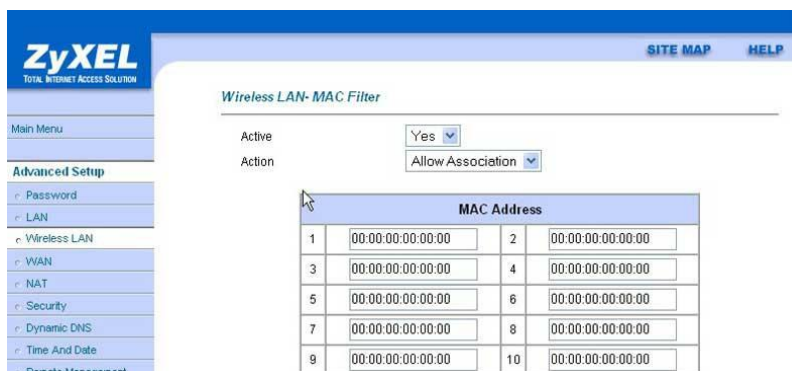 ZyXEL
TOTAL INTERNET ACCESS SOLUTION
SITE MAP HELP
Wireless LAN- MAC Filter
Main Menu
Active Yes
Action Allow Association
Advanced Setup
Password
LAN
Wireless LAN
WAN
NAT
Security
Dynamic DNS
Time And Date
Remote Management
MAC Address
1 00:00:00:00:00:00 2 00:00:00:00:00:00
3 00:00:00:00:00:00 4 00:00:00:00:00:00
5 00:00:00:00:00:00 6 00:00:00:00:00:00
7 00:00:00:00:00:00 8 00:00:00:00:00:00
9 00:00:00:00:00:00 10 00:00:00:00:00:00